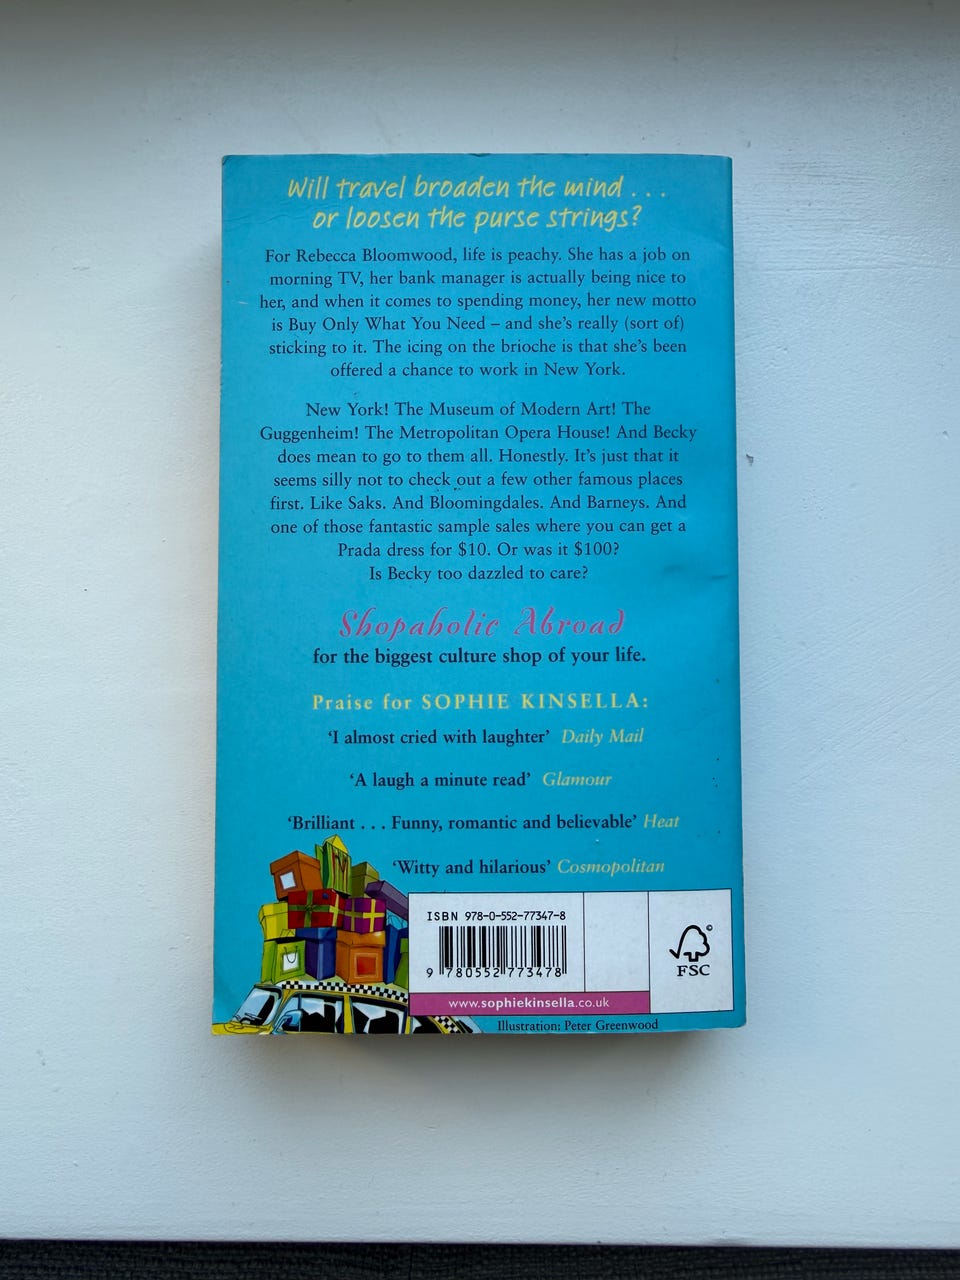 Will travel broaden the mind . . .
or loosen the purse strings?
For Rebecca Bloomwood, life is peachy. She has a job on
morning TV, her bank manager is actually being nice to
her, and when it comes to spending money, her new motto
is Buy Only What You Need – and she's really (sort of)
sticking to it. The icing on the brioche is that she's been
offered a chance to work in New York.
New York! The Museum of Modern Art! The
Guggenheim! The Metropolitan Opera House! And Becky
does mean to go to them all. Honestly. It's just that it
seems silly not to check out a few other famous places
first. Like Saks. And Bloomingdales. And Barneys. And
one of those fantastic sample sales where you can get a
Prada dress for $10. Or was it $100?
Is Becky too dazzled to care?
Shopaholic Abroad
for the biggest culture shop of your life.
Praise for SOPHIE KINSELLA:
‘I almost cried with laughter’ Daily Mail
‘A laugh a minute read’ Glamour
‘Brilliant . . . Funny, romantic and believable’ Heat
‘Witty and hilarious’ Cosmopolitan
ISBN 978-0-552-77347-8
9 780552 773478
©
FSC
www.sophiekinsella.co.uk
Illustration: Peter Greenwood